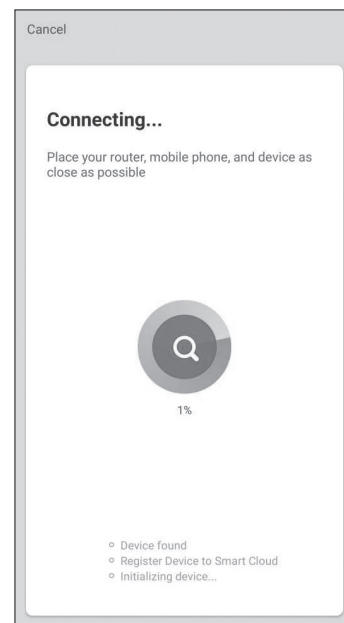 Cancel
Connecting...
Place your router, mobile phone, and device as
close as possible
1%
Device found
Register Device to Smart Cloud
Initializing device...